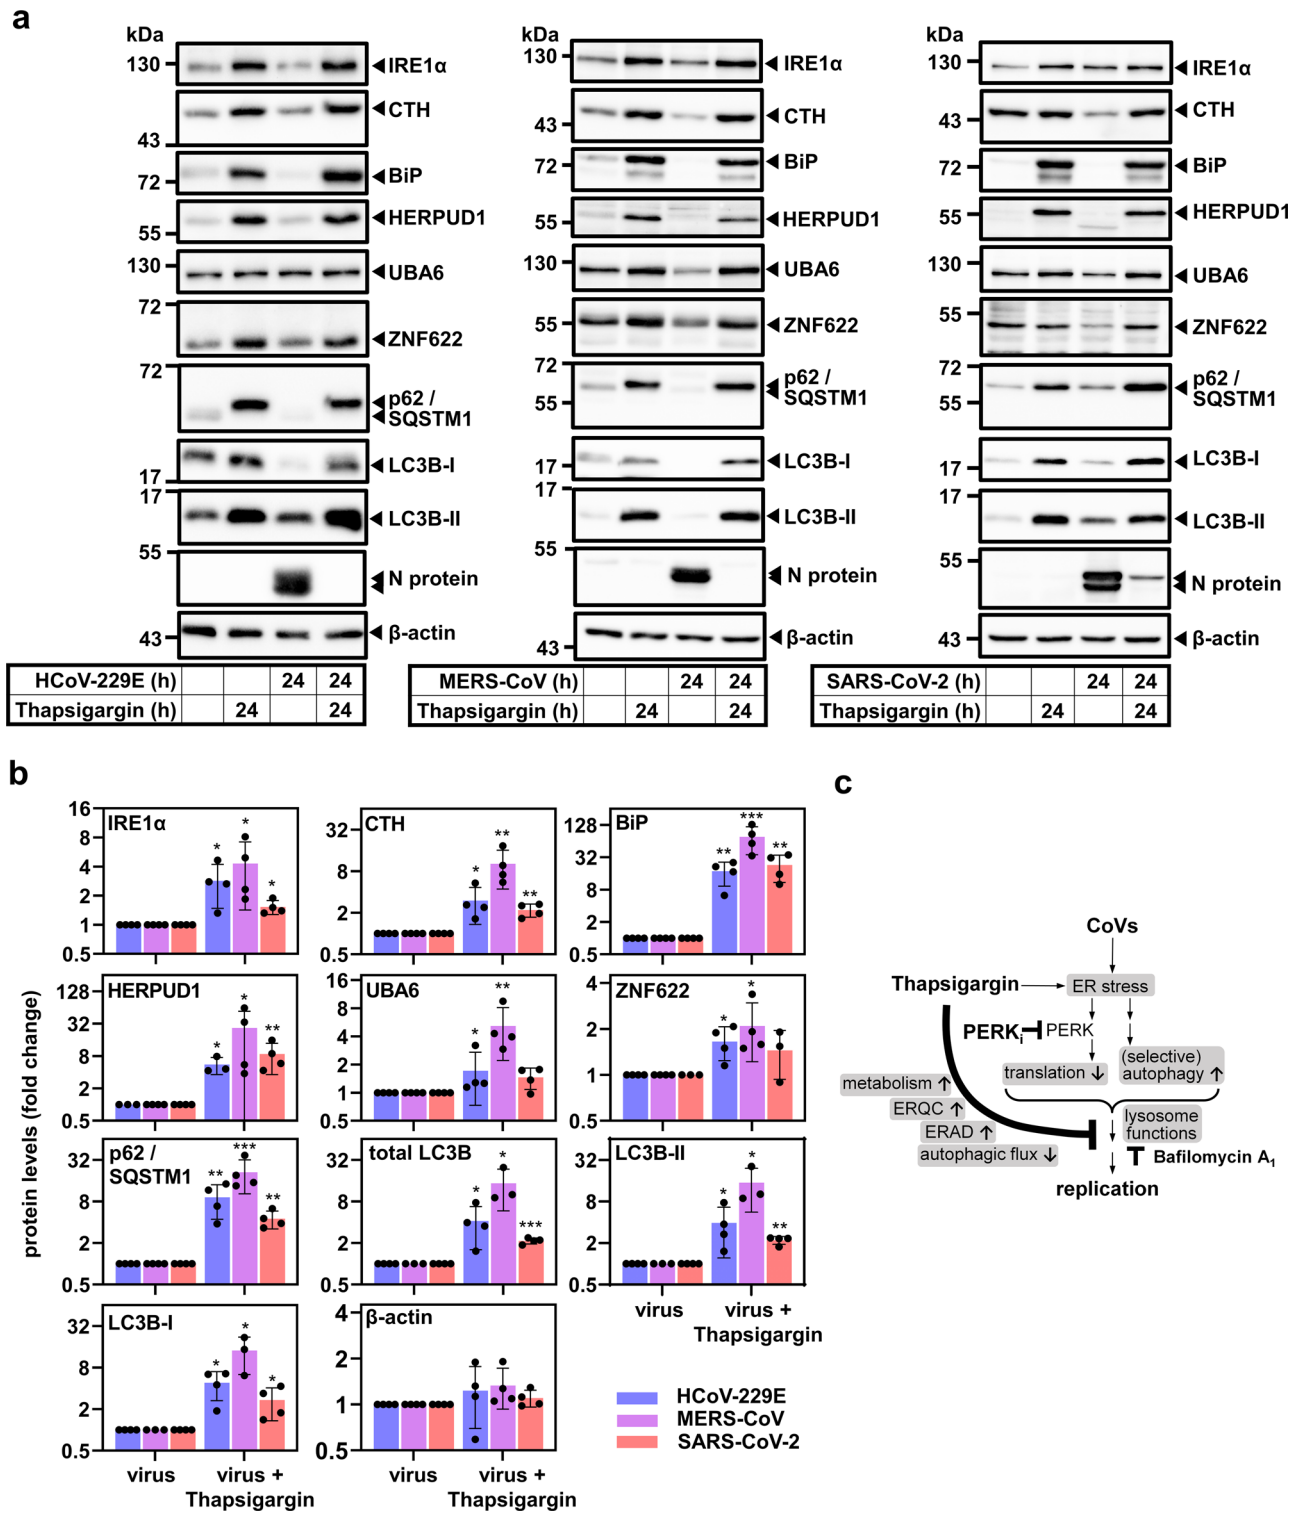 a
kDa
130
IRE1α
CTH
43
BiP
72
HERPUD1
55
130
UBA6
72
ZNF622
72
p62 /
SQSTM1
LC3B-I
17
17
LC3B-II
55
N protein
43
β-actin
HCoV-229E (h) 24 24
Thapsigargin (h) 24 24
kDa
130
IRE1α
CTH
43
BiP
72
HERPUD1
55
130
UBA6
55
ZNF622
72
p62 /
SQSTM1
55
LC3B-I
17
17
LC3B-II
55
N protein
β-actin
43
MERS-CoV (h) 24 24
Thapsigargin (h) 24 24
kDa
130
IRE1α
CTH
43
BiP
72
HERPUD1
55
130
UBA6
55
ZNF622
72
p62 /
SQSTM1
55
LC3B-I
17
17
LC3B-II
55
N protein
43
β-actin
SARS-CoV-2 (h) 24 24
Thapsigargin (h) 24 24
b
protein levels (fold change)
IRE1α
16
8
4
2
1
0.5
* * *
CTH
32
8
2
0.5
* ** **
BiP
128
32
8
2
0.5
** *** **
HERPUD1
128
32
8
2
0.5
* * **
UBA6
16
8
4
2
1
0.5
* **
ZNF622
4
2
1
0.5
* *
p62 /
SQSTM1
32
8
2
0.5
** *** **
total LC3B
32
8
2
0.5
* * ***
LC3B-II
32
8
2
0.5
* * **
virus
virus +
Thapsigargin
LC3B-I
32
8
2
0.5
* * *
virus
virus +
Thapsigargin
β-actin
4
2
1
0.5
virus
virus +
Thapsigargin
HCoV-229E
MERS-CoV
SARS-CoV-2
c
CoVs
Thapsigargin
ER stress
PERKi
PERK
translation ↓
(selective)
autophagy ↑
metabolism ↑
ERQC ↑
ERAD ↑
autophagic flux ↓
lysosome
functions
Bafilomycin A1
replication